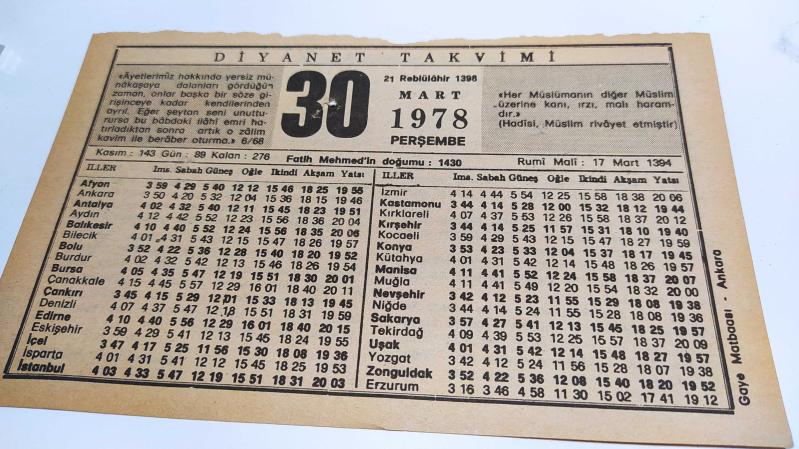 DİYANET TAKVİMİ
«Âyetlerimiz hakkında yersiz mü-
nâkaşaya dalanları gördüğün
zaman, onlar başka bir söze gi-
rişinceye kadar kendilerinden
ayrıl. Eğer şeytan seni unuttu-
rursa bu bâbdaki ilâhî emri ha-
tırladıktan sonra artık o zâlim
kavim ile berâber oturma.» 6/68
30
21 Rebiulâhir 1398
MART
1978
PERŞEMBE
«Her Müslümanın diğer Müslim
üzerine kanı, ırzı, malı haram-
dır.»
(Hadîsi, Müslim rivâyet etmiştir)
Kasım: 143 Gün: 89 Kalan: 276
Fatih Mehmed'in doğumu: 1430
Rumî Malî: 17 Mart 1394
İLLER İms. Sabah Güneş Öğle İkindi Akşam Yatsı
Afyon 3 59 4 29 5 40 12 12 15 46 18 25 19 55
Ankara 3 50 4 20 5 32 12 04 15 36 18 15 19 46
Antalya 4 02 4 32 5 40 12 11 15 45 18 23 19 51
Aydın 4 12 4 42 5 52 12 23 15 56 18 36 20 04
Balıkesir 4 10 4 40 5 52 12 24 15 56 18 35 20 06
Bilecik 4 01 4 31 5 43 12 15 15 47 18 26 19 57
Bolu 3 52 4 22 5 36 12 28 15 40 18 20 19 52
Burdur 4 02 4 32 5 42 12 13 15 46 18 26 19 54
Bursa 4 05 4 35 5 47 12 19 15 51 18 30 20 01
Çanakkale 4 15 4 45 5 57 12 29 16 01 18 40 20 11
Çankırı 3 45 4 15 5 29 12 01 15 33 18 13 19 45
Denizli 4 07 4 37 5 47 12 18 15 51 18 31 19 59
Edirne 4 10 4 40 5 56 12 29 16 01 18 40 20 15
Eskişehir 3 59 4 29 5 41 12 13 15 45 18 24 19 55
İçel 3 47 4 17 5 25 11 56 15 30 18 08 19 36
Isparta 4 01 4 31 5 41 12 12 15 45 18 25 19 53
İstanbul 4 03 4 33 5 47 12 19 15 51 18 31 20 03
İLLER İms. Sabah Güneş Öğle İkindi Akşam Yatsı
İzmir 4 14 4 44 5 54 12 25 15 58 18 38 20 06
Kastamonu 3 44 4 14 5 28 12 00 15 32 18 12 19 44
Kırklareli 4 07 4 37 5 53 12 26 15 58 18 37 20 12
Kırşehir 3 44 4 14 5 25 11 57 15 31 18 10 19 40
Kocaeli 3 59 4 29 5 43 12 15 15 47 18 27 19 59
Konya 3 53 4 23 5 33 12 04 15 37 18 17 19 45
Kütahya 4 01 4 31 5 42 12 14 15 48 18 26 19 57
Manisa 4 11 4 41 5 52 12 24 15 58 18 37 20 07
Muğla 4 11 4 41 5 49 12 20 15 54 18 32 20 00
Nevşehir 3 42 4 12 5 23 11 55 15 29 18 08 19 38
Niğde 3 44 4 14 5 24 11 55 15 28 18 08 19 36
Sakarya 3 57 4 27 5 41 12 13 15 45 18 25 19 57
Tekirdağ 4 09 4 39 5 53 12 25 15 57 18 37 20 09
Uşak 4 01 4 31 5 42 12 14 15 48 18 27 19 57
Yozgat 3 42 4 12 5 24 11 56 15 28 18 07 19 38
Zonguldak 3 52 4 22 5 36 12 08 15 40 18 20 19 52
Erzurum 3 16 3 46 4 58 11 30 15 02 17 41 19 12
Gaye Matbaası - Ankara